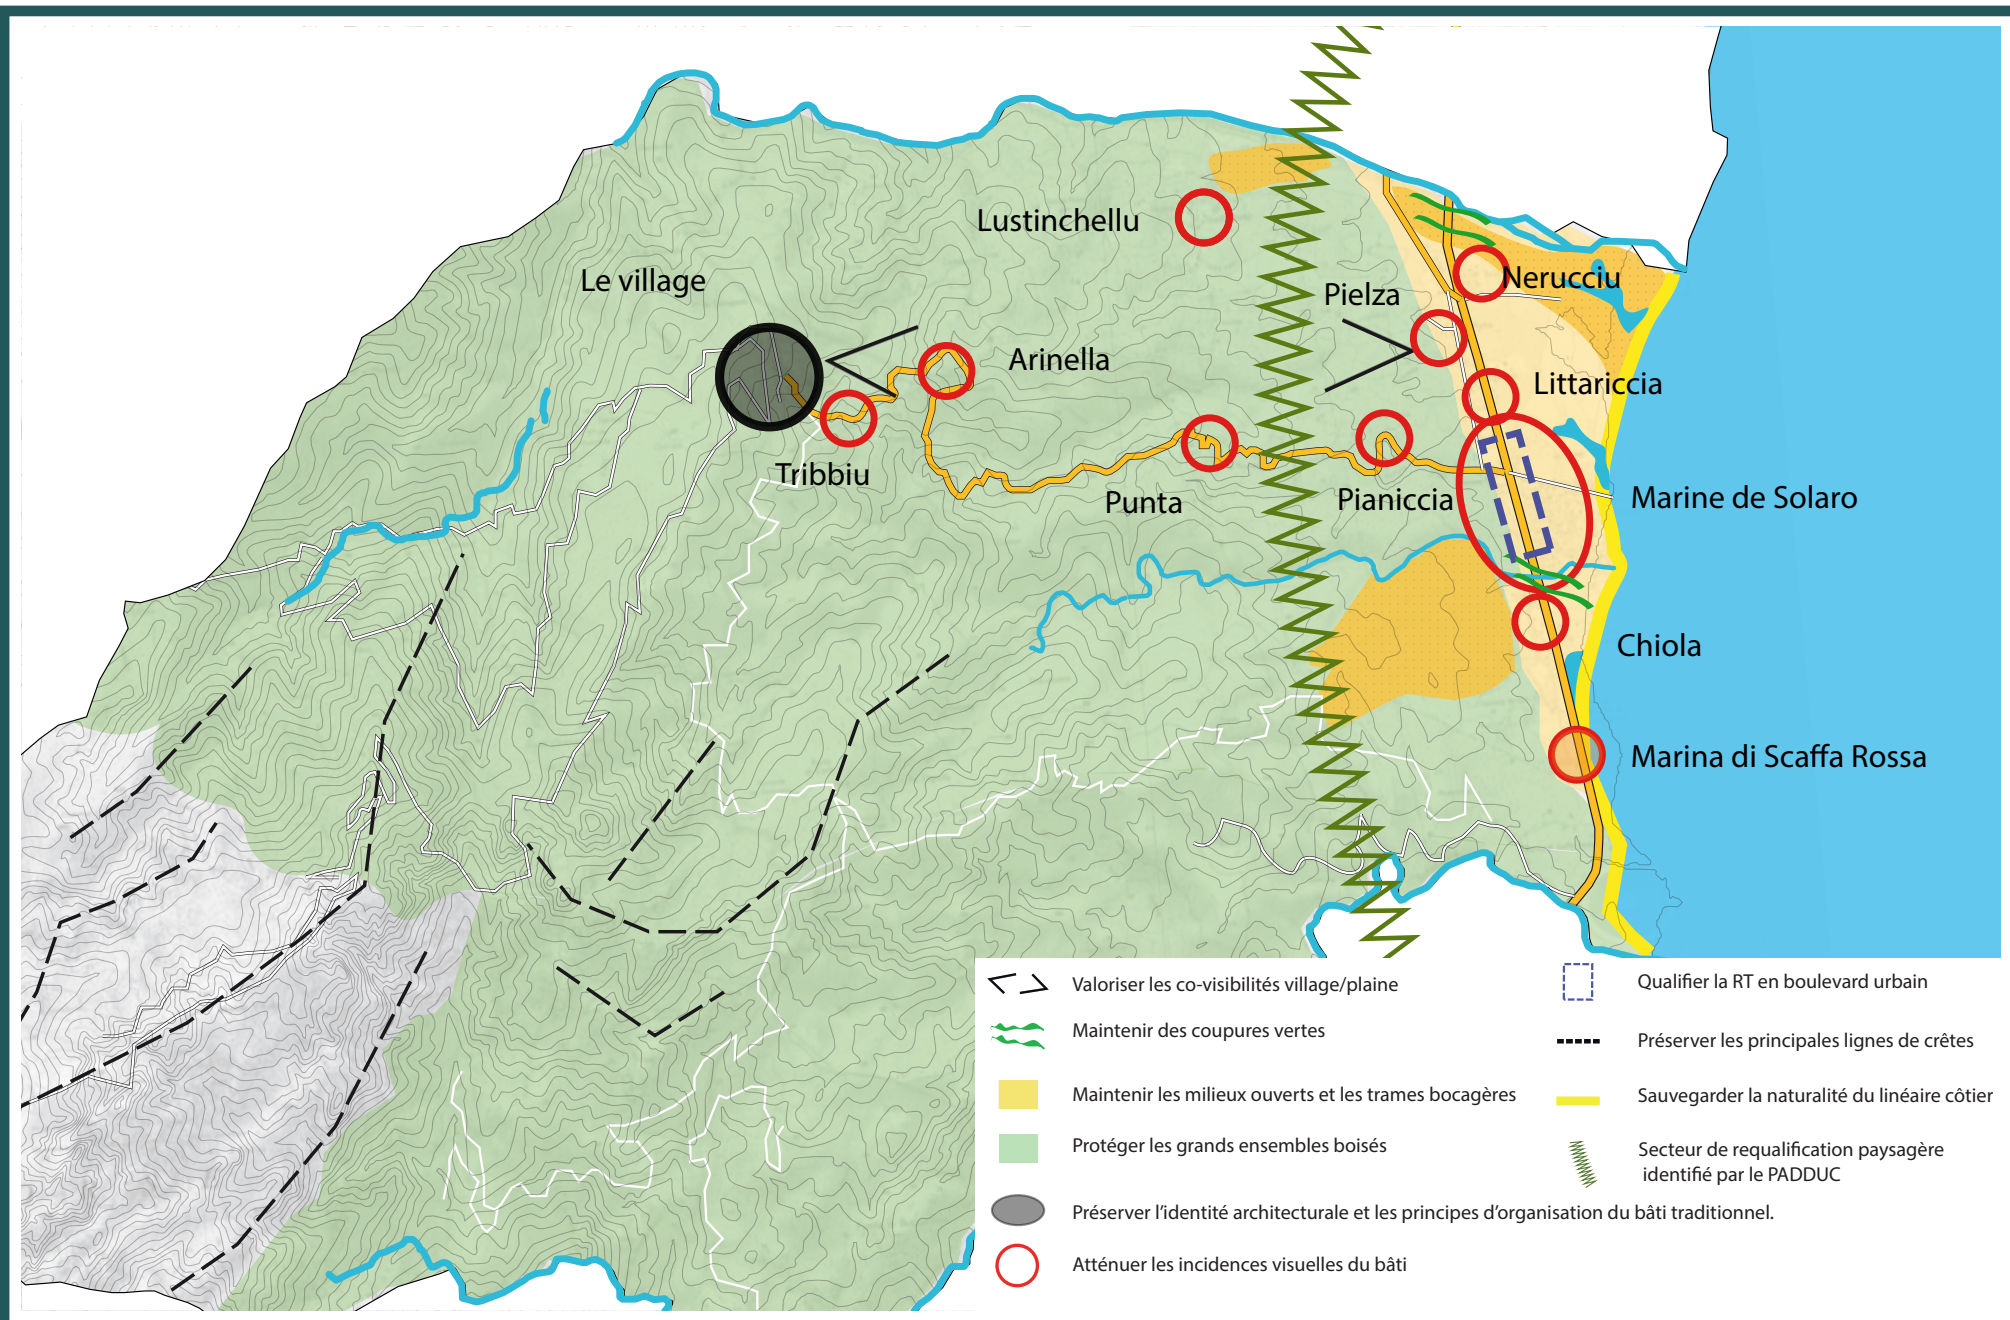 Lustinchellu
Le village
Nerucciu
Pielza
Arinella
Littariccia
Tribbiu
Punta
Pianiccia
Marine de Solaro
Chiola
Marina di Scaffa Rossa
Valoriser les co-visibilités village/plaine
Maintenir des coupures vertes
Maintenir les milieux ouverts et les trames bocagères
Protéger les grands ensembles boisés
Préserver l'identité architecturale et les principes d'organisation du bâti traditionnel.
Atténuer les incidences visuelles du bâti
Qualifier la RT en boulevard urbain
Préserver les principales lignes de crêtes
Sauvegarder la naturalité du linéaire côtier
Secteur de requalification paysagère
identifié par le PADDUC